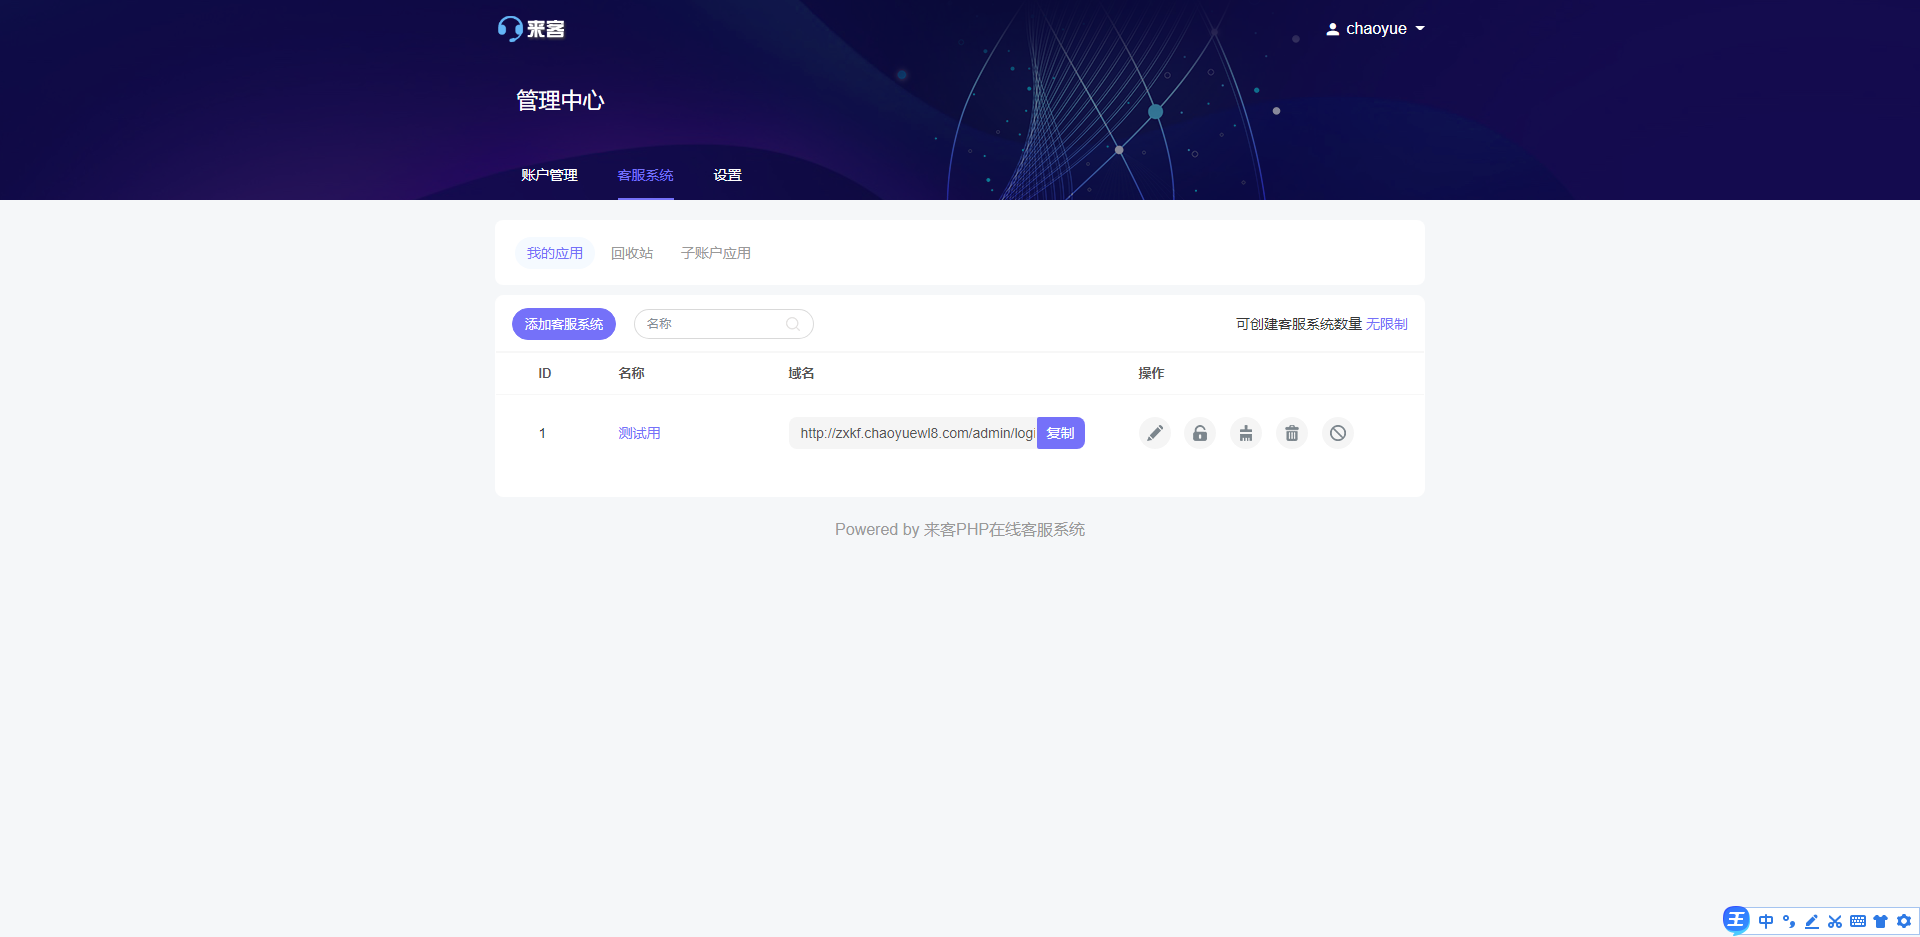 来客
chaoyue
管理中心
账户管理 客服系统 设置
我的应用 回收站 子账户应用
添加客服系统 名称 可创建客服系统数量 无限制
ID 名称 域名 操作
1 测试用 http://zxkf.chaoyuewl8.com/admin/logi 复制
Powered by 来客PHP在线客服系统
王 中